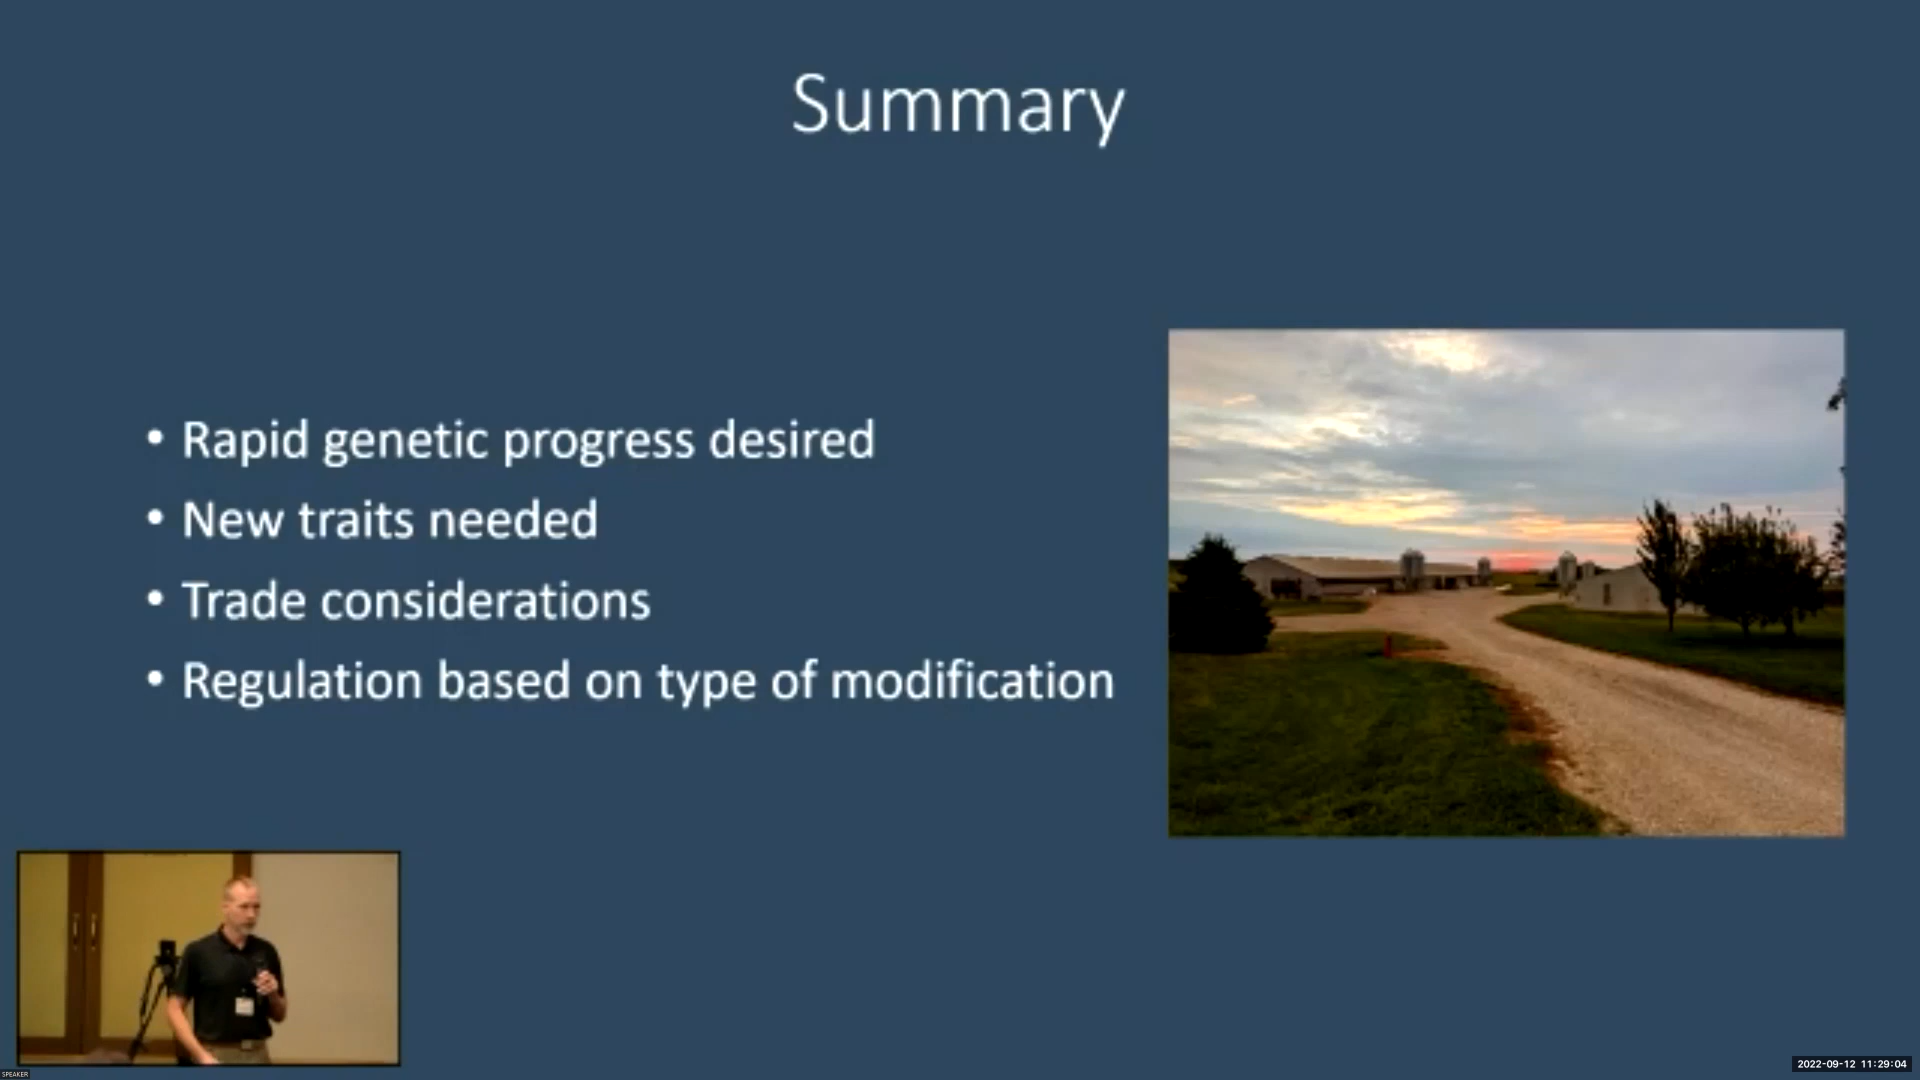 Summary
• Rapid genetic progress desired
• New traits needed
• Trade considerations
• Regulation based on type of modification
SPEAKER
2022-09-12 11:29:04